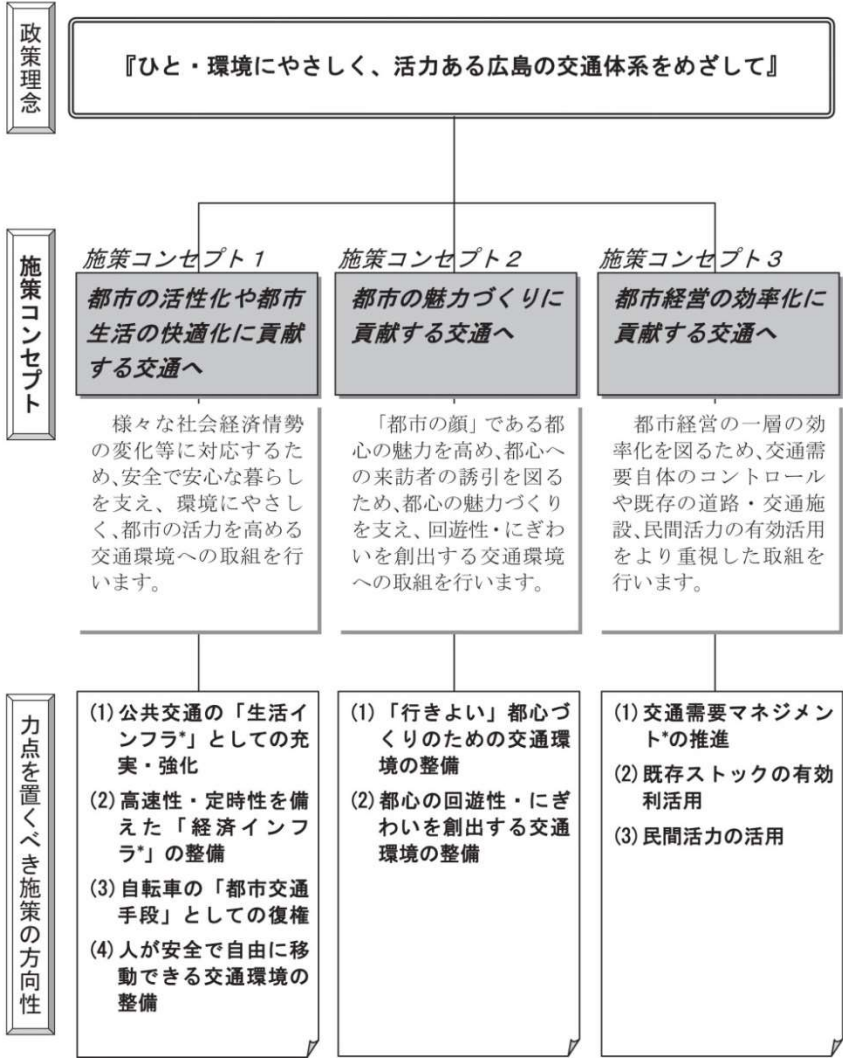 政策理念
『ひと・環境にやさしく、活力ある広島の交通体系をめざして』
施策コンセプト
施策コンセプト1
都市の活性化や都市
生活の快適化に貢献
する交通へ
様々な社会経済情勢
の変化等に対応するた
め、安全で安心な暮らし
を支え、環境にやさし
く、都市の活力を高める
交通環境への取組を行
います。
施策コンセプト2
都市の魅力づくりに
貢献する交通へ
「都市の顔」である都
心の魅力を高め、都心へ
の来訪者の誘引を図る
ため、都心の魅力づくり
を支え、回遊性・にぎわ
いを創出する交通環境
への取組を行います。
施策コンセプト3
都市経営の効率化に
貢献する交通へ
都市経営の一層の効
率化を図るため、交通需
要自体のコントロール
や既存の道路・交通施
設、民間活力の有効活用
をより重視した取組を
行います。
力点を置くべき施策の方向性
(1) 公共交通の「生活イ
ンフラ*」としての充
実・強化
(2) 高速性・定時性を備
えた「経済インフ
ラ*」の整備
(3) 自転車の「都市交通
手段」としての復権
(4) 人が安全で自由に移
動できる交通環境の
整備
(1) 「行きよい」都心づ
くりのための交通環
境の整備
(2) 都心の回遊性・にぎ
わいを創出する交通
環境の整備
(1) 交通需要マネジメン
ト*の推進
(2) 既存ストックの有効
利活用
(3) 民間活力の活用